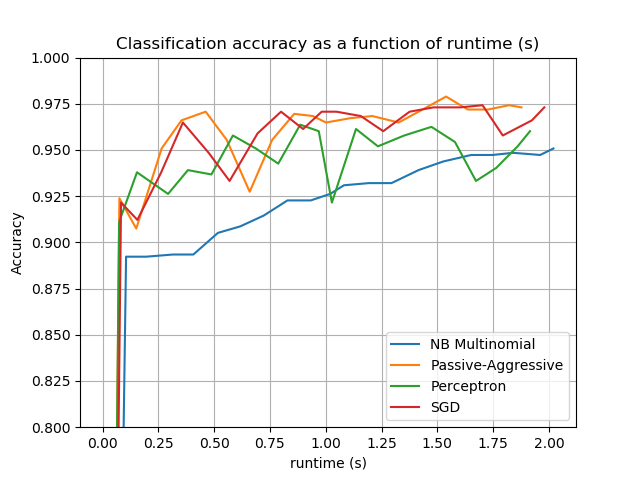 Classification accuracy as a function of runtime (s)
1.000
0.975
0.950
0.925
0.900
0.875
0.850
0.825
0.800
Accuracy
NB Multinomial
Passive-Aggressive
Perceptron
SGD
0.00 0.25 0.50 0.75 1.00 1.25 1.50 1.75 2.00
runtime (s)